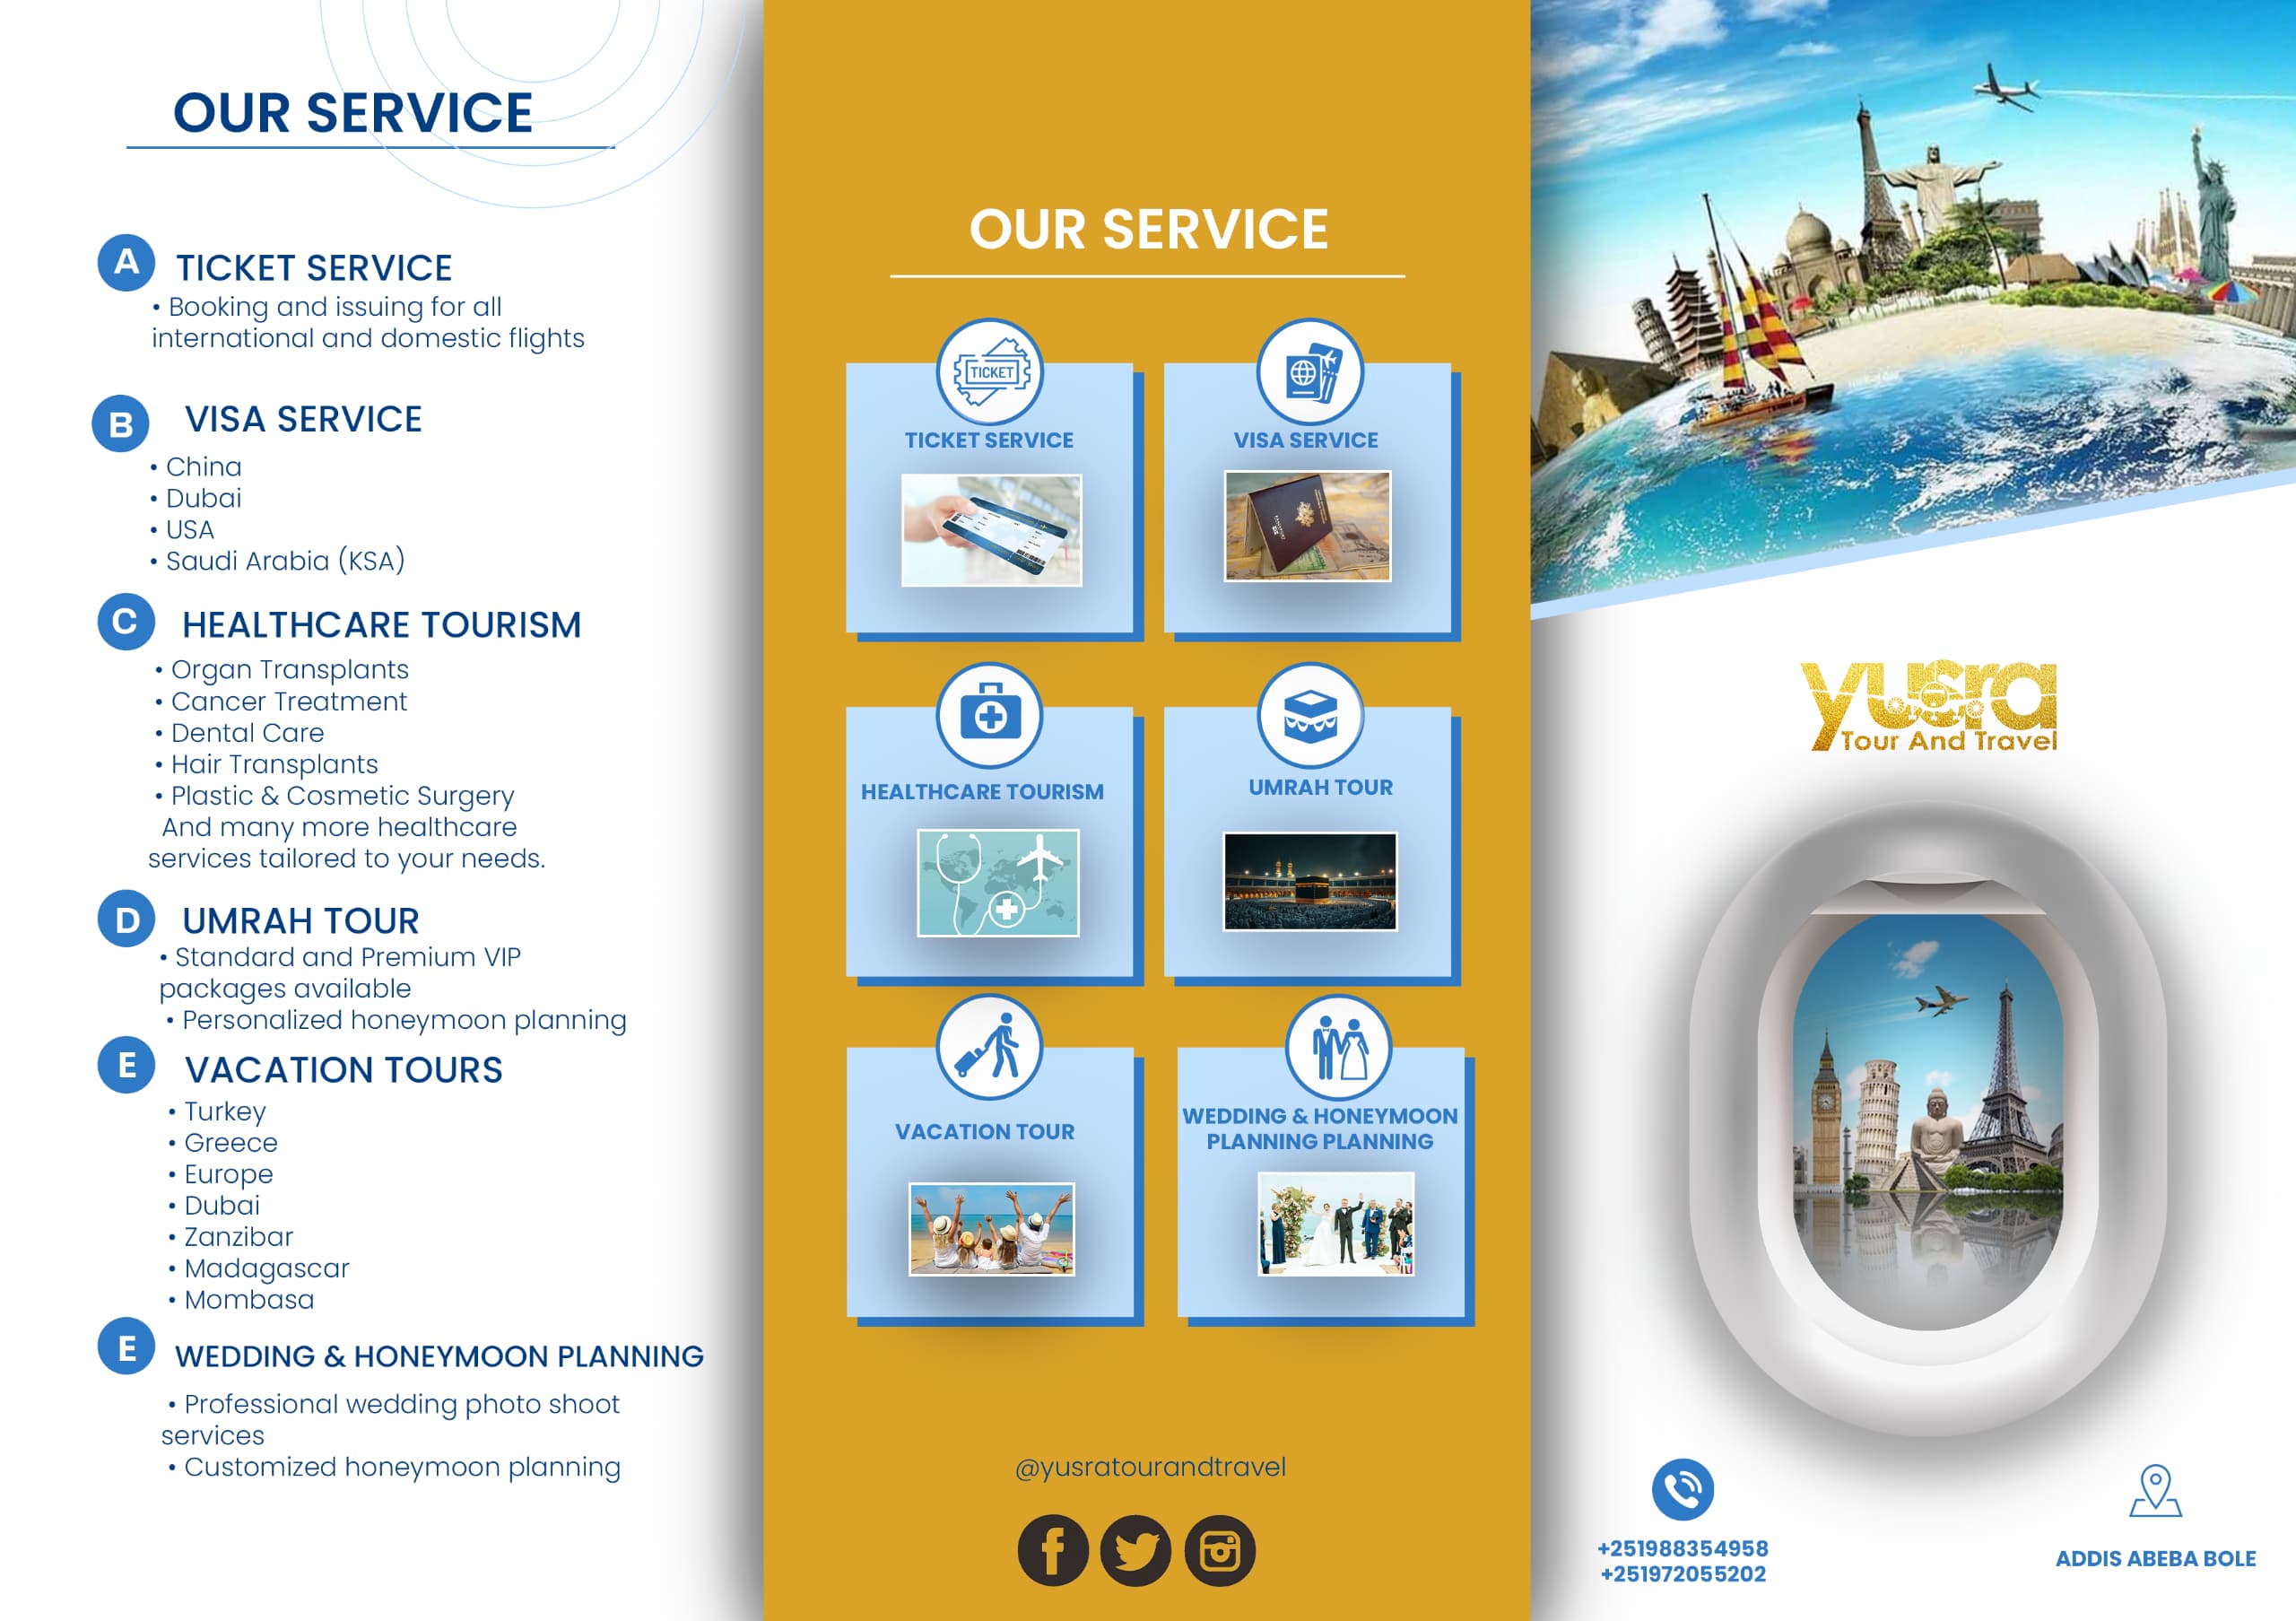 OUR SERVICE
A TICKET SERVICE
• Booking and issuing for all
international and domestic flights
B VISA SERVICE
• China
• Dubai
• USA
• Saudi Arabia (KSA)
C HEALTHCARE TOURISM
• Organ Transplants
• Cancer Treatment
• Dental Care
• Hair Transplants
• Plastic & Cosmetic Surgery
And many more healthcare
services tailored to your needs.
D UMRAH TOUR
• Standard and Premium VIP
packages available
• Personalized honeymoon planning
E VACATION TOURS
• Turkey
• Greece
• Europe
• Dubai
• Zanzibar
• Madagascar
• Mombasa
E WEDDING & HONEYMOON PLANNING
• Professional wedding photo shoot
services
• Customized honeymoon planning
OUR SERVICE
TICKET
TICKET SERVICE
VISA SERVICE
HEALTHCARE TOURISM
UMRAH TOUR
VACATION TOUR
WEDDING & HONEYMOON
PLANNING PLANNING
@yusratourandtravel
yusra
Tour And Travel
+251988354958
+251972055202
ADDIS ABEBA BOLE